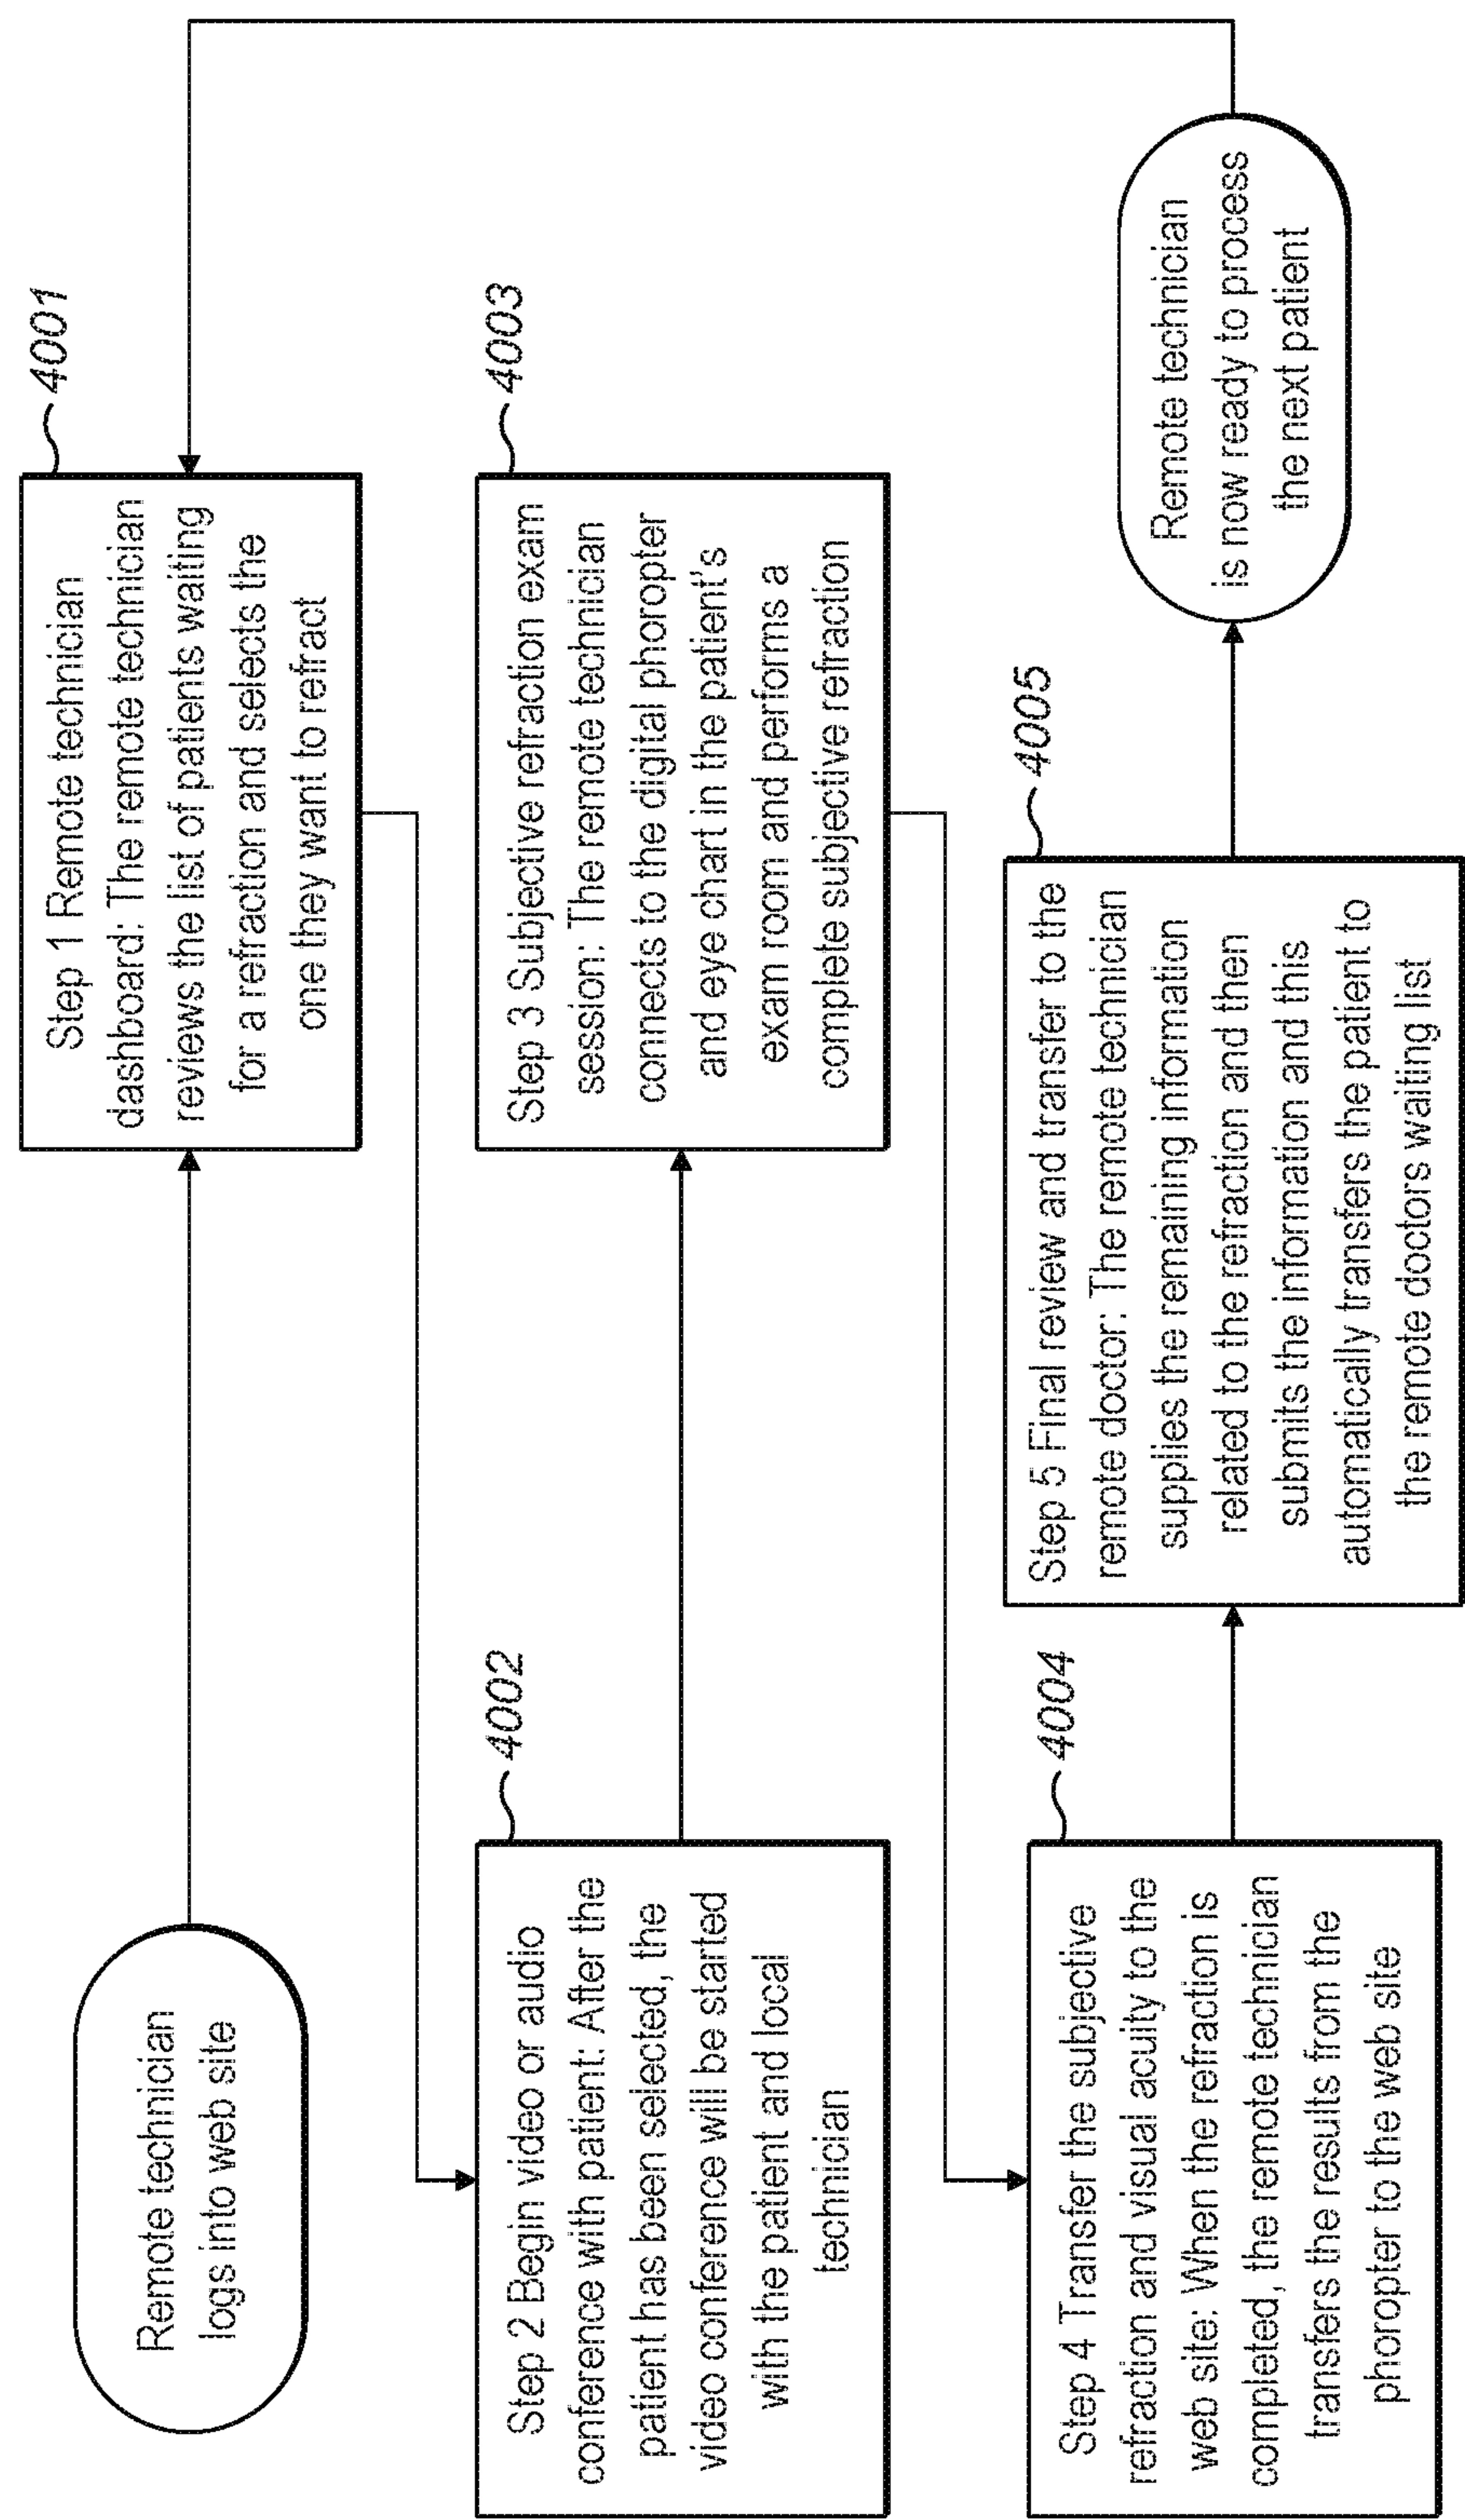 Remote technician
logs into web site
4001
Step 1 Remote technician
dashboard: The remote technician
reviews the list of patients waiting
for a refraction and selects the
one they want to refract
4002
Step 2 Begin video or audio
conference with patient: After the
patient has been selected, the
video conference will be started
with the patient and local
technician
4003
Step 3 Subjective refraction exam
session: The remote technician
connects to the digital phoropter
and eye chart in the patient's
exam room and performs a
complete subjective refraction
4004
Step 4 Transfer the subjective
refraction and visual acuity to the
web site: When the refraction is
completed, the remote technician
transfers the results from the
phoropter to the web site
4005
Step 5 Final review and transfer to the
remote doctor: The remote technician
supplies the remaining information
related to the refraction and then
submits the information and this
automatically transfers the patient to
the remote doctors waiting list
Remote technician
is now ready to process
the next patient